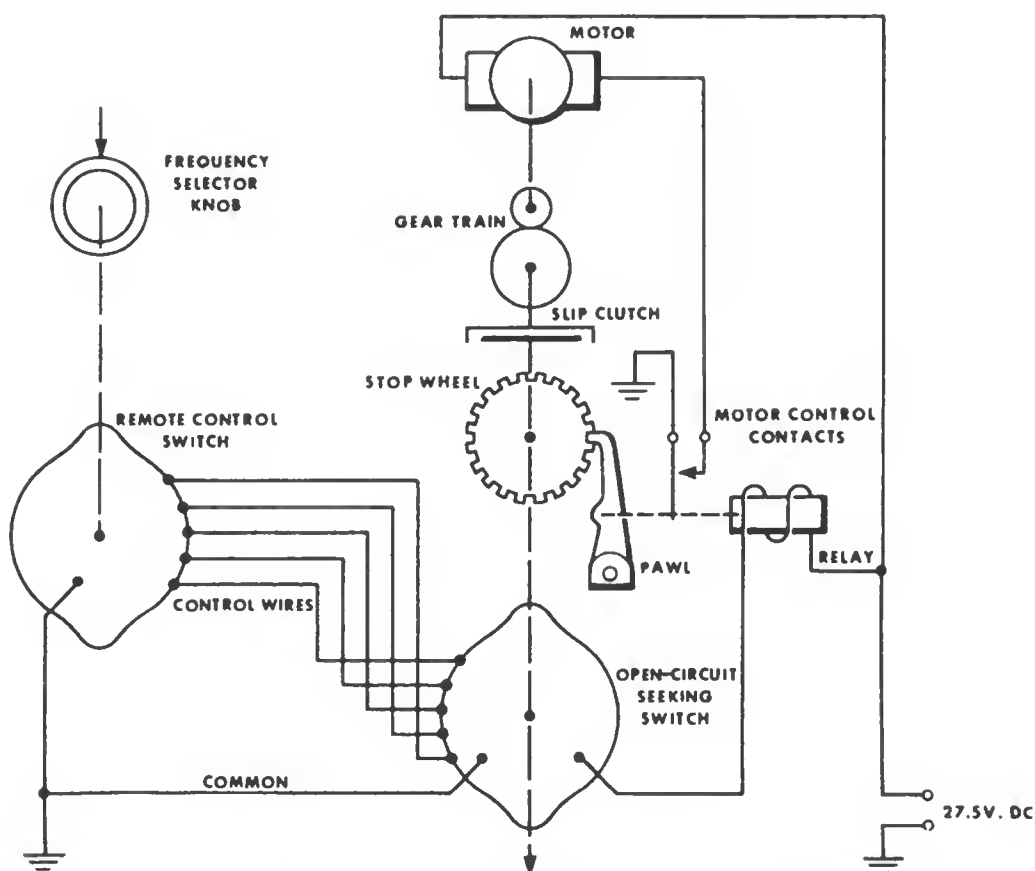 MOTOR
FREQUENCY
SELECTOR
KNOB
GEAR TRAIN
SLIP CLUTCH
STOP WHEEL
REMOTE CONTROL
SWITCH
MOTOR CONTROL
CONTACTS
RELAY
PAWL
CONTROL WIRES
OPEN-CIRCUIT
SEEKING
SWITCH
COMMON
27.5V. DC